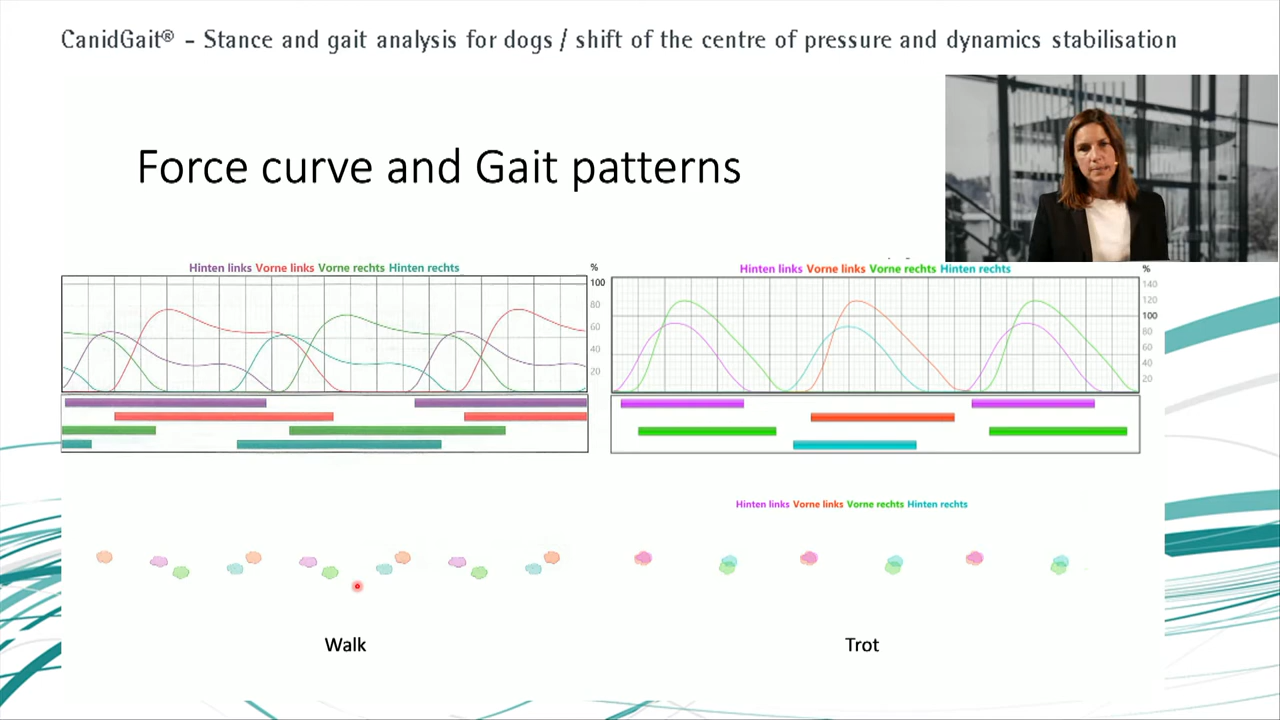 CanidGait® - Stance and gait analysis for dogs / shift of the centre of pressure and dynamics stabilisation
Force curve and Gait patterns
Hinten links Vorne links Vorne rechts Hinten rechts
%
100
80
60
40
20
Hinten links Vorne links Vorne rechts Hinten rechts
%
140
120
100
80
60
40
20
Hinten links Vorne links Vorne rechts Hinten rechts
Walk
Trot